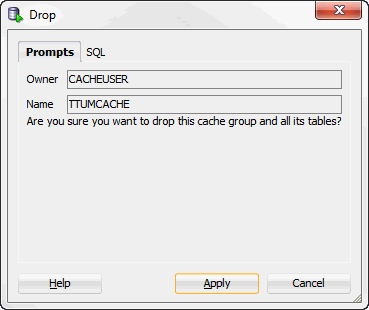 Drop
Prompts SQL
Owner CACHEUSER
Name TTUMCACHE
Are you sure you want to drop this cache group and all its tables?
Help Apply Cancel